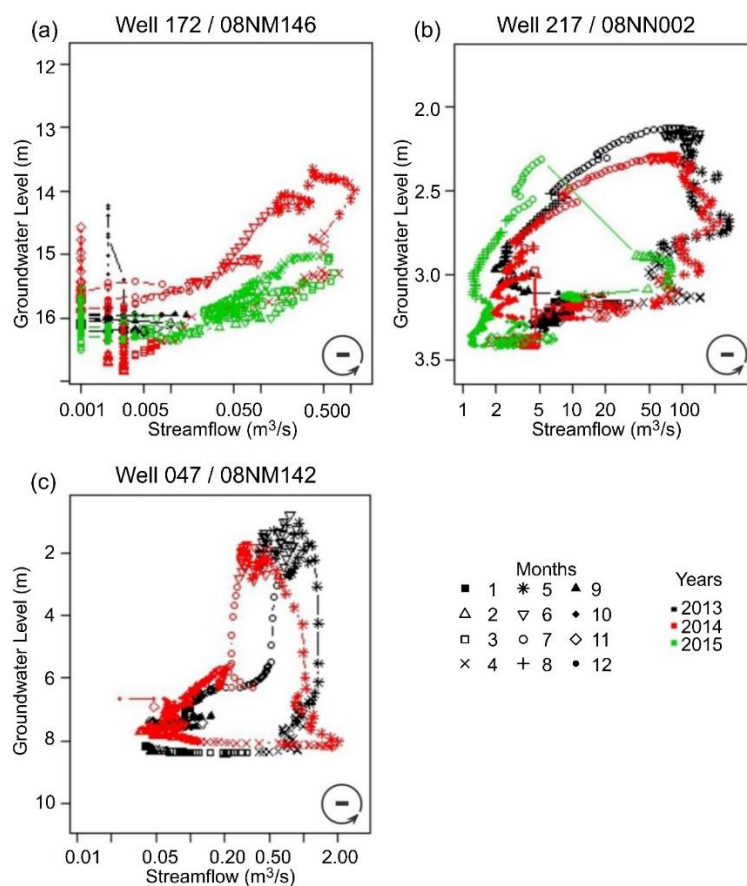 (a) Well 172 / 08NM146
Groundwater Level (m)
12
13
14
15
16
0.001 0.005 0.050 0.500
Streamflow (m³/s)
(b) Well 217 / 08NN002
Groundwater Level (m)
2.0
2.5
3.0
3.5
1 2 5 10 20 50 100
Streamflow (m³/s)
(c) Well 047 / 08NM142
Groundwater Level (m)
2
4
6
8
10
0.01 0.05 0.20 0.50 2.00
Streamflow (m³/s)
Months
1 5 9
2 6 10
3 7 11
4 8 12
Years
2013
2014
2015